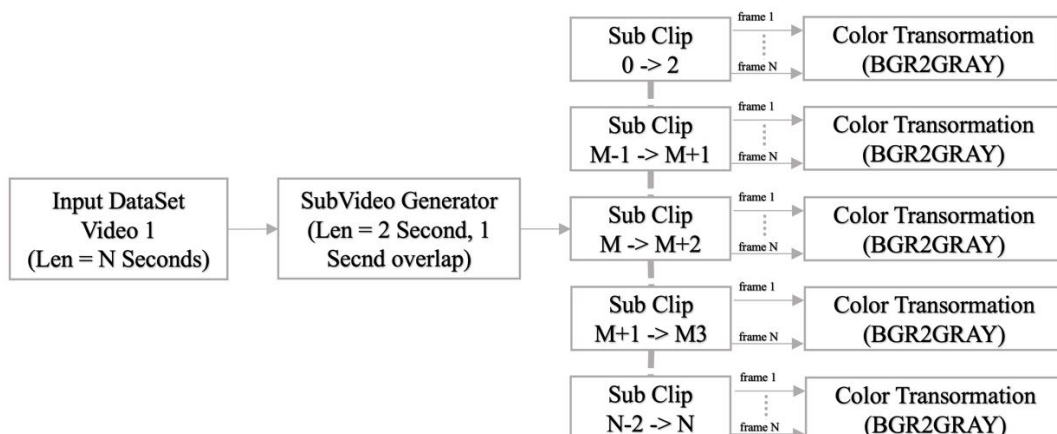 Input DataSet
Video 1
(Len = N Seconds)
SubVideo Generator
(Len = 2 Second, 1
Secnd overlap)
Sub Clip
0 -> 2
frame 1
frame N
Color Transormation
(BGR2GRAY)
Sub Clip
M-1 -> M+1
frame 1
frame N
Color Transormation
(BGR2GRAY)
Sub Clip
M -> M+2
frame 1
frame N
Color Transormation
(BGR2GRAY)
Sub Clip
M+1 -> M3
frame 1
frame N
Color Transormation
(BGR2GRAY)
Sub Clip
N-2 -> N
frame 1
frame N
Color Transormation
(BGR2GRAY)